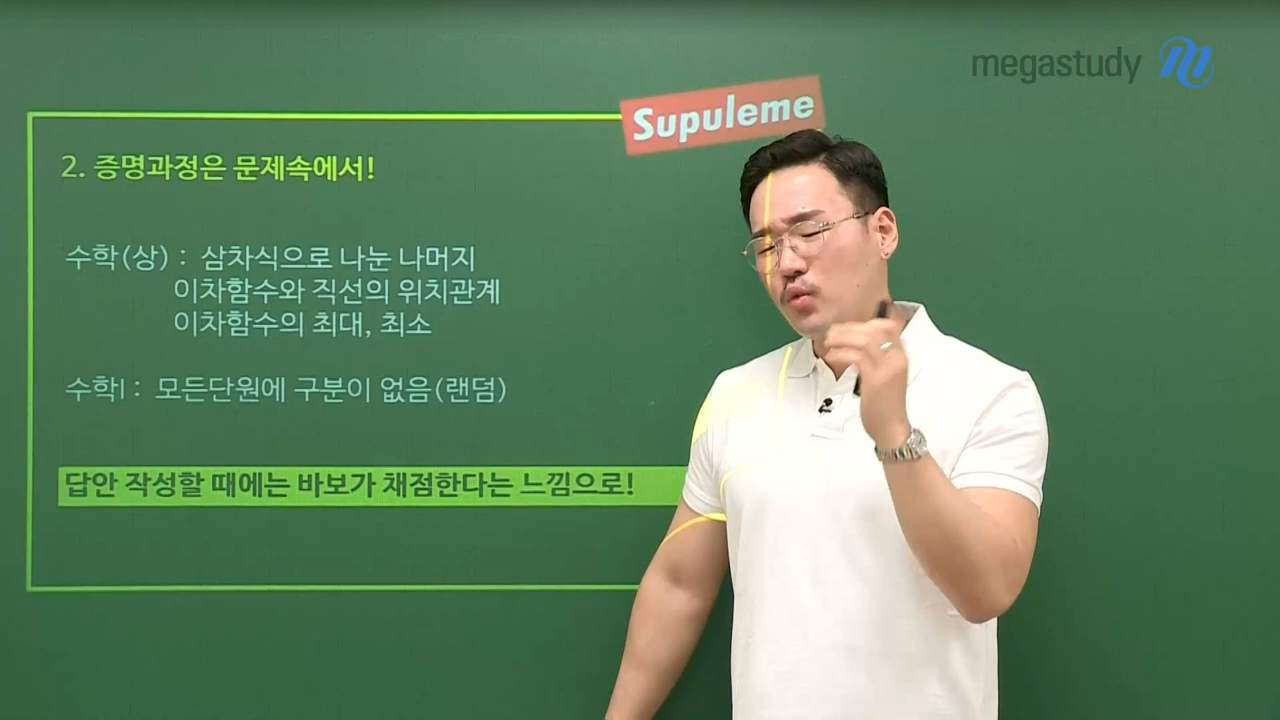 megastudy
Supuleme
2. 증명과정은 문제속에서!
수학(상) : 삼차식으로 나눈 나머지
이차함수와 직선의 위치관계
이차함수의 최대, 최소
수학I : 모든단원에 구분이 없음(랜덤)
답안 작성할 때에는 바보가 채점한다는 느낌으로!